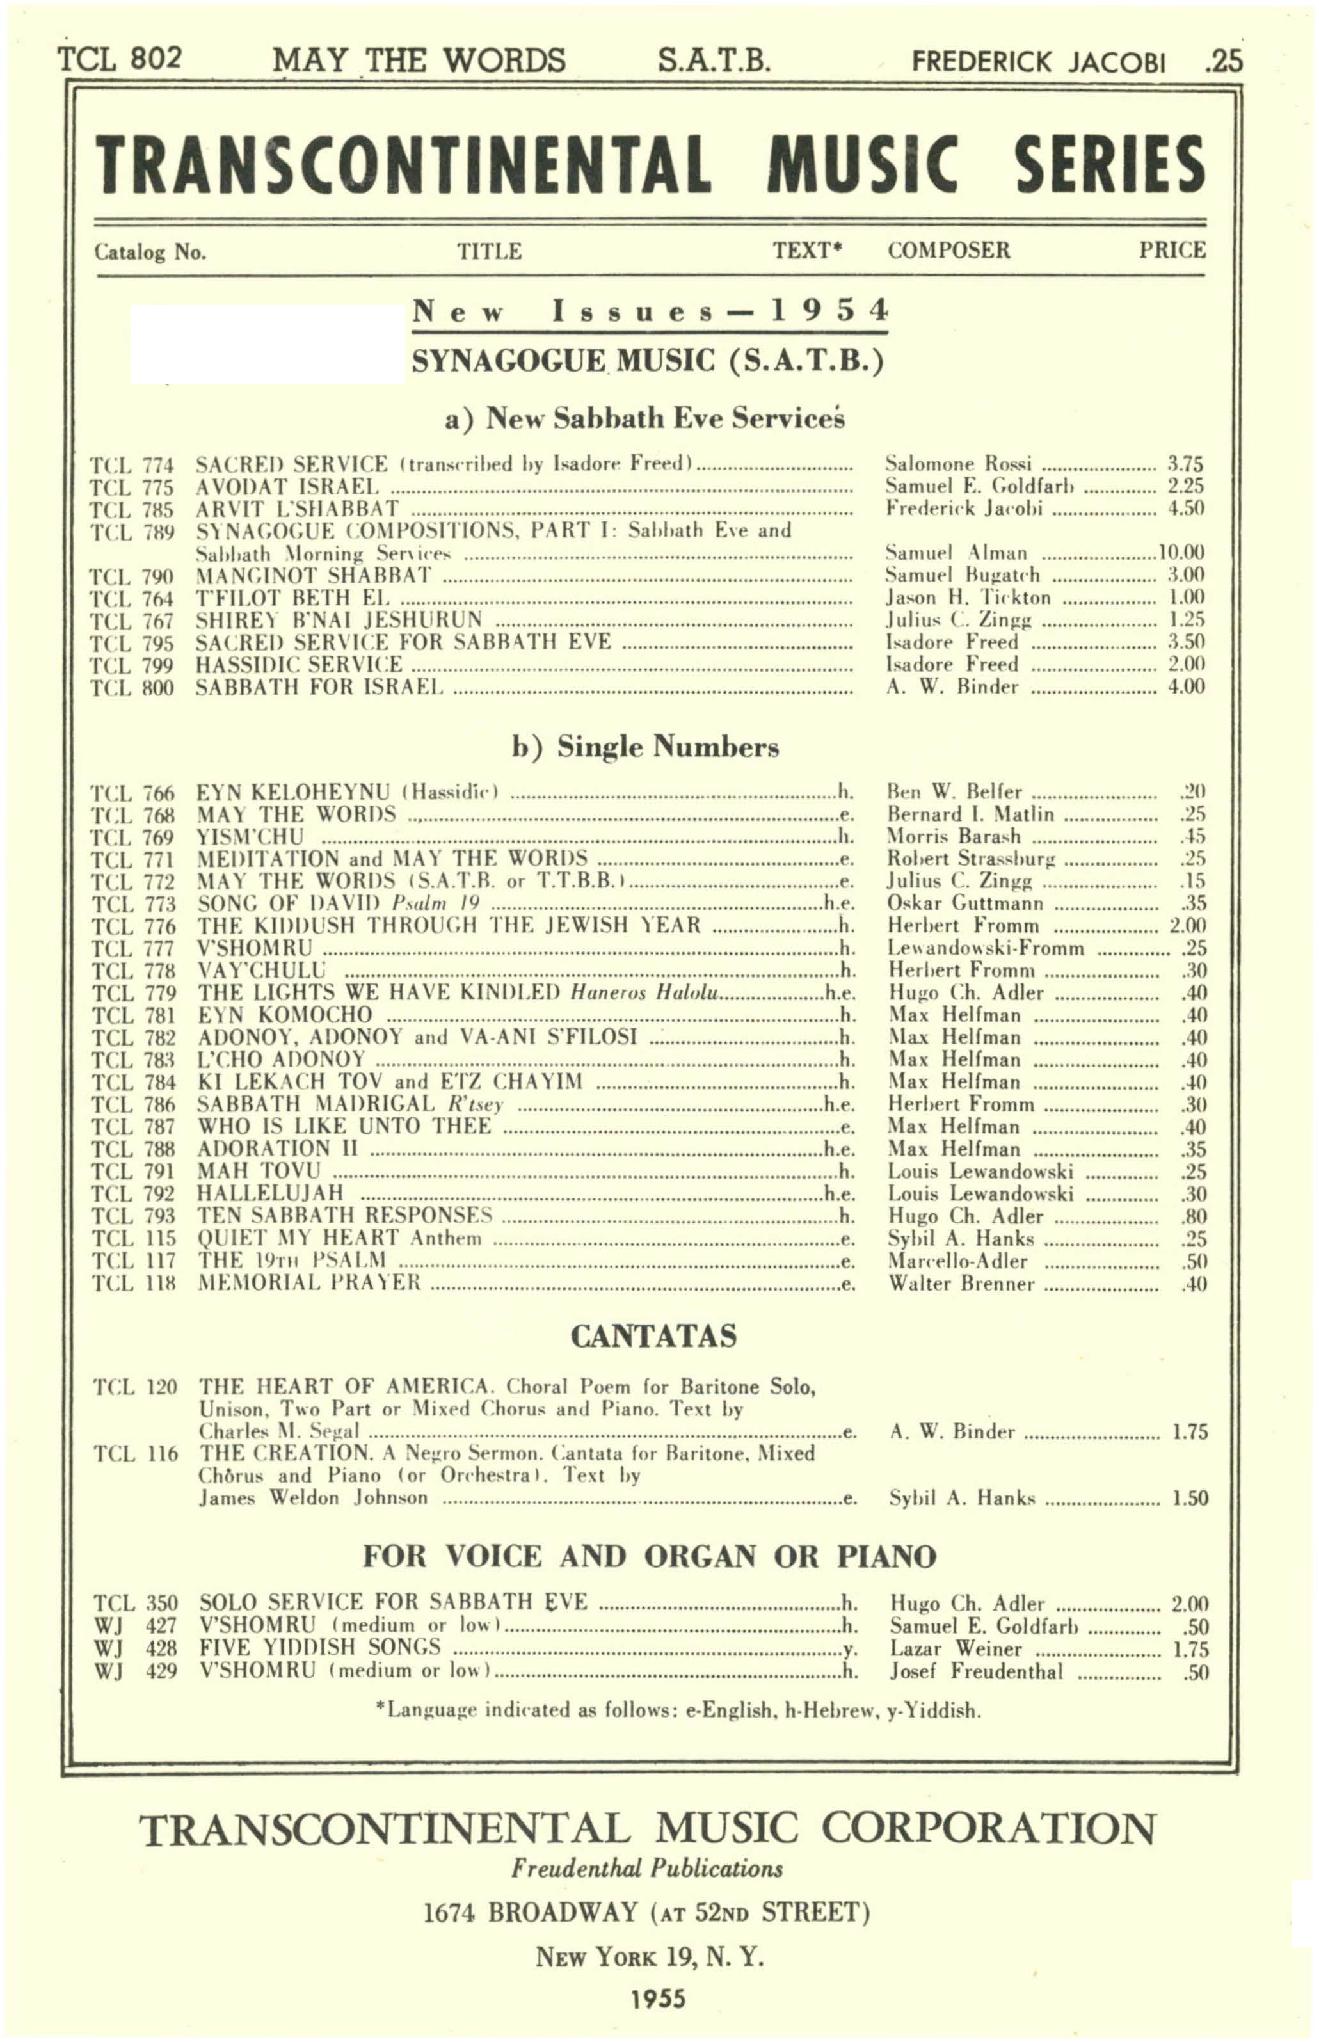 TCL 802 MAY THE WORDS S.A.T.B. FREDERICK JACOBI .25
TRANSCONTINENTAL MUSIC SERIES
Catalog No. TITLE TEXT* COMPOSER PRICE
New Issues—1954
SYNAGOGUE MUSIC (S.A.T.B.)
a) New Sabbath Eve Services
TCL 774 SACRED SERVICE (transcribed by Isadore Freed) Salomone Rossi 3.75
TCL 775 AVODAT ISRAEL Samuel E. Goldfarb 2.25
TCL 785 ARVIT L'SHABBAT Frederick Jacobi 4.50
TCL 789 SYNAGOGUE COMPOSITIONS, PART I: Sabbath Eve and
Sabbath Morning Services Samuel Alman 10.00
TCL 790 MANGINOT SHABBAT Samuel Bugatch 3.00
TCL 764 T'FILOT BETH EL Jason H. Tickton 1.00
TCL 767 SHIREY B'NAI JESHURUN Julius C. Zingg 1.25
TCL 795 SACRED SERVICE FOR SABBATH EVE Isadore Freed 3.50
TCL 799 HASSIDIC SERVICE Isadore Freed 2.00
TCL 800 SABBATH FOR ISRAEL A. W. Binder 4.00
b) Single Numbers
TCL 766 EYN KELOHEYNU (Hassidic) h. Ben W. Belfer .20
TCL 768 MAY THE WORDS e. Bernard I. Matlin .25
TCL 769 YISM'CHU h. Morris Barash .45
TCL 771 MEDITATION and MAY THE WORDS e. Robert Strassburg .25
TCL 772 MAY THE WORDS (S.A.T.B. or T.T.B.B.) e. Julius C. Zingg .15
TCL 773 SONG OF DAVID Psalm 19 h.e. Oskar Guttmann .35
TCL 776 THE KIDDUSH THROUGH THE JEWISH YEAR h. Herbert Fromm 2.00
TCL 777 V'SHOMRU h. Lewandowski-Fromm .25
TCL 778 VAY'CHULU h. Herbert Fromm .30
TCL 779 THE LIGHTS WE HAVE KINDLED Haneros Halolu h.e. Hugo Ch. Adler .40
TCL 781 EYN KOMOCHO h. Max Helfman .40
TCL 782 ADONOY, ADONOY and VA-ANI S'FILOSI h. Max Helfman .40
TCL 783 L'CHO ADONOY h. Max Helfman .40
TCL 784 KI LEKACH TOV and ETZ CHAYIM h. Max Helfman .40
TCL 786 SABBATH MADRIGAL R'tsey h.e. Herbert Fromm .30
TCL 787 WHO IS LIKE UNTO THEE e. Max Helfman .40
TCL 788 ADORATION II h.e. Max Helfman .35
TCL 791 MAH TOVU h. Louis Lewandowski .25
TCL 792 HALLELUJAH h.e. Louis Lewandowski .30
TCL 793 TEN SABBATH RESPONSES h. Hugo Ch. Adler .80
TCL 115 QUIET MY HEART Anthem e. Sybil A. Hanks .25
TCL 117 THE 19TH PSALM e. Marcello-Adler .50
TCL 118 MEMORIAL PRAYER e. Walter Brenner .40
CANTATAS
TCL 120 THE HEART OF AMERICA. Choral Poem for Baritone Solo,
Unison, Two Part or Mixed Chorus and Piano. Text by
Charles M. Segal e. A. W. Binder 1.75
TCL 116 THE CREATION. A Negro Sermon. Cantata for Baritone, Mixed
Chorus and Piano (or Orchestra). Text by
James Weldon Johnson e. Sybil A. Hanks 1.50
FOR VOICE AND ORGAN OR PIANO
TCL 350 SOLO SERVICE FOR SABBATH EVE h. Hugo Ch. Adler 2.00
WJ 427 V'SHOMRU (medium or low) h. Samuel E. Goldfarb .50
WJ 428 FIVE YIDDISH SONGS y. Lazar Weiner 1.75
WJ 429 V'SHOMRU (medium or low) h. Josef Freudenthal .50
*Language indicated as follows: e-English, h-Hebrew, y-Yiddish.
TRANSCONTINENTAL MUSIC CORPORATION
Freudenthal Publications
1674 BROADWAY (AT 52ND STREET)
NEW YORK 19, N. Y.
1955